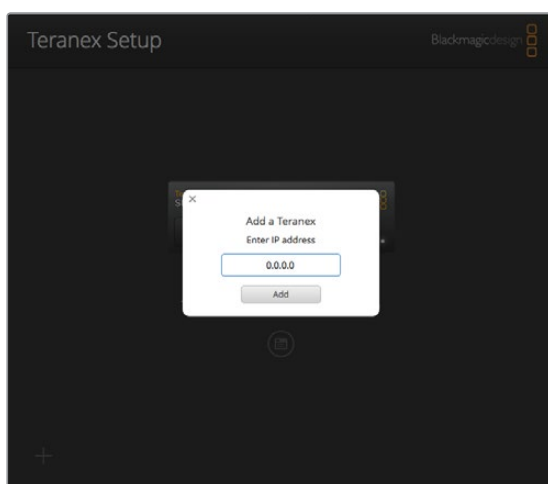 Teranex Setup
Blackmagicdesign
Add a Teranex
Enter IP address
0.0.0.0
Add